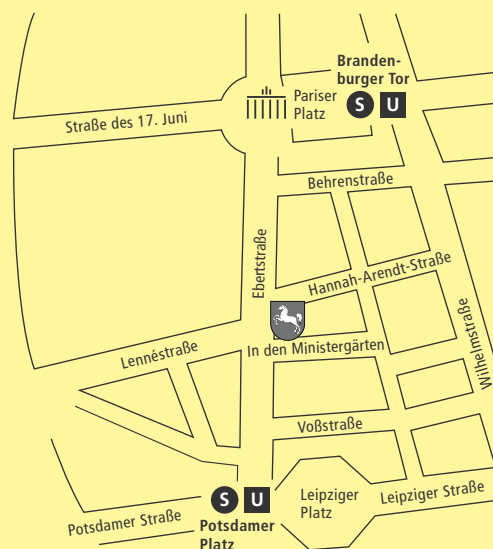 Branden-
burger Tor
S U
Pariser
Platz
Straße des 17. Juni
Behrenstraße
Ebertstraße
Hannah-Arendt-Straße
In den Ministergärten
Lennéstraße
Wilhelmstraße
Voßstraße
S U
Potsdamer
Platz
Leipziger
Platz
Leipziger Straße
Potsdamer Straße